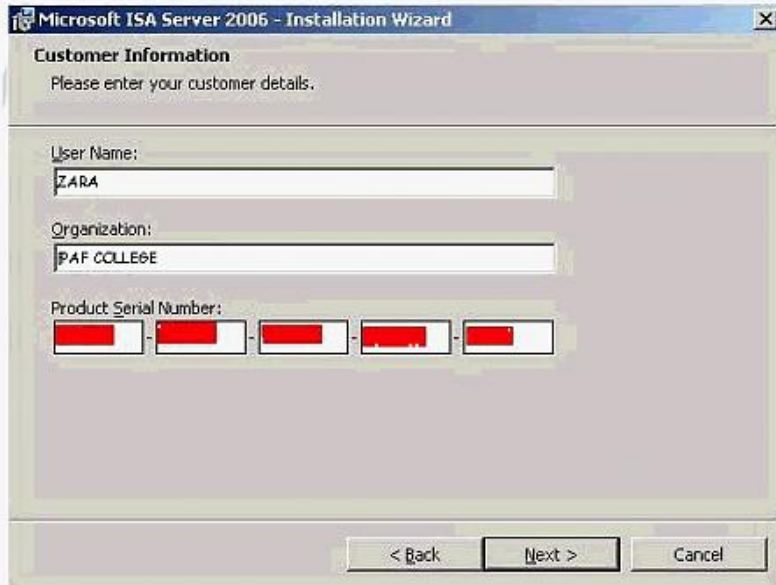 Microsoft ISA Server 2006 - Installation Wizard
Customer Information
Please enter your customer details.
User Name:
ZARA
Organization:
PAF COLLEGE
Product Serial Number:
- - - -
< Back Next > Cancel